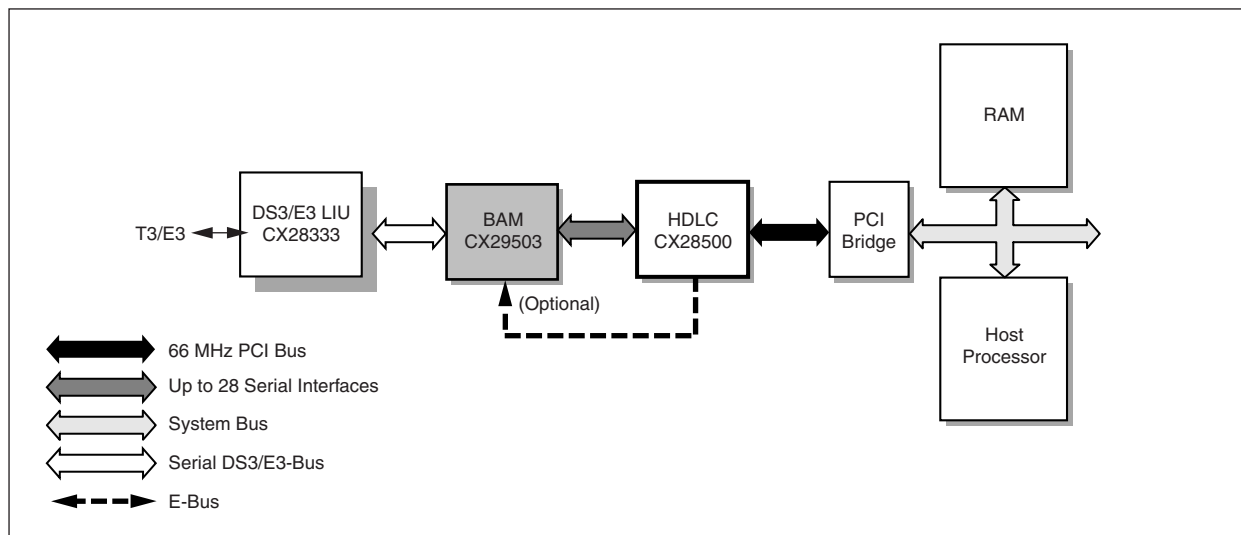 RAM
DS3/E3 LIU
CX28333
BAM
CX29503
HDLC
CX28500
PCI
Bridge
T3/E3
(Optional)
Host
Processor
66 MHz PCI Bus
Up to 28 Serial Interfaces
System Bus
Serial DS3/E3-Bus
E-Bus